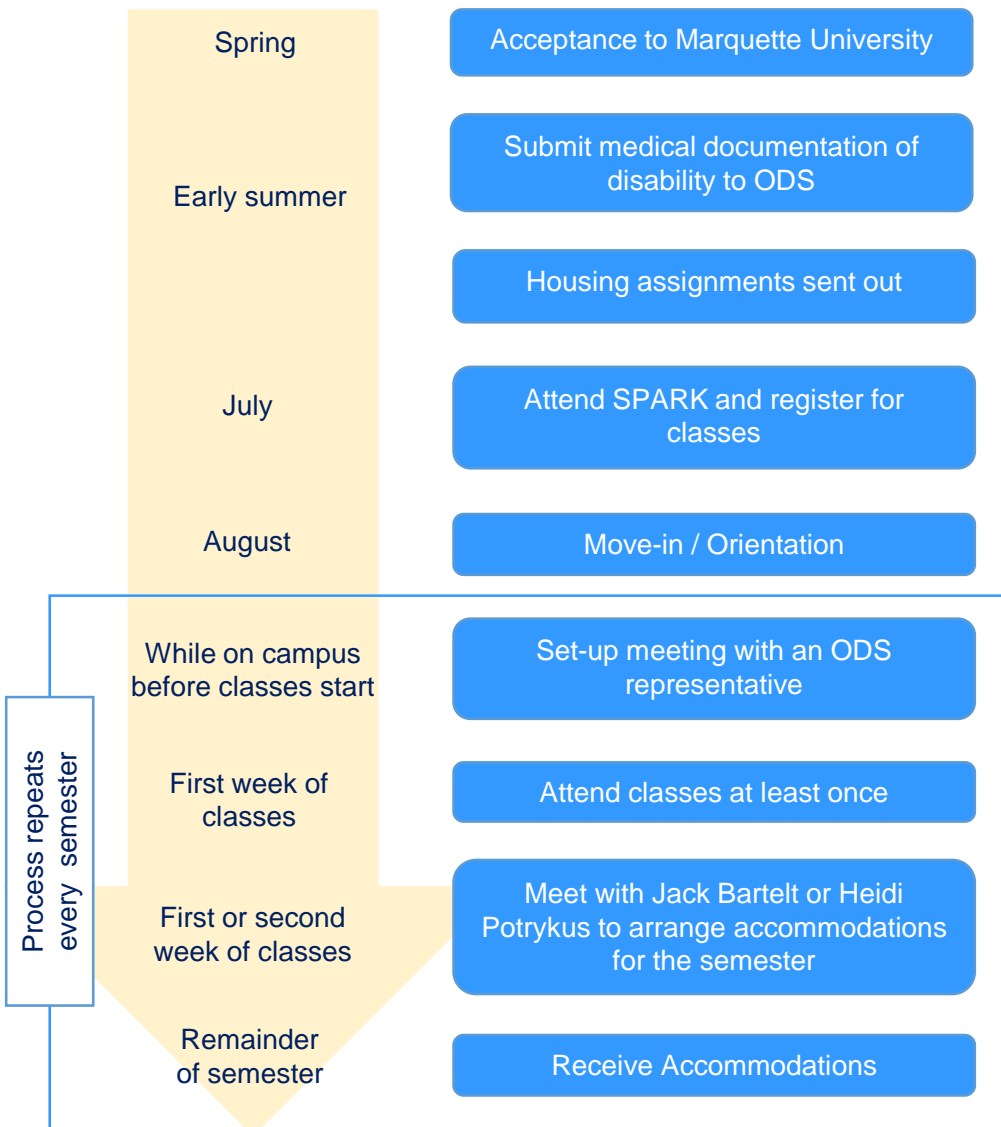 Spring
Acceptance to Marquette University
Early summer
Submit medical documentation of
disability to ODS
Housing assignments sent out
July
Attend SPARK and register for
classes
August
Move-in / Orientation
Process repeats
every semester
While on campus
before classes start
Set-up meeting with an ODS
representative
First week of
classes
Attend classes at least once
First or second
week of classes
Meet with Jack Bartelt or Heidi
Potrykus to arrange accommodations
for the semester
Remainder
of semester
Receive Accommodations